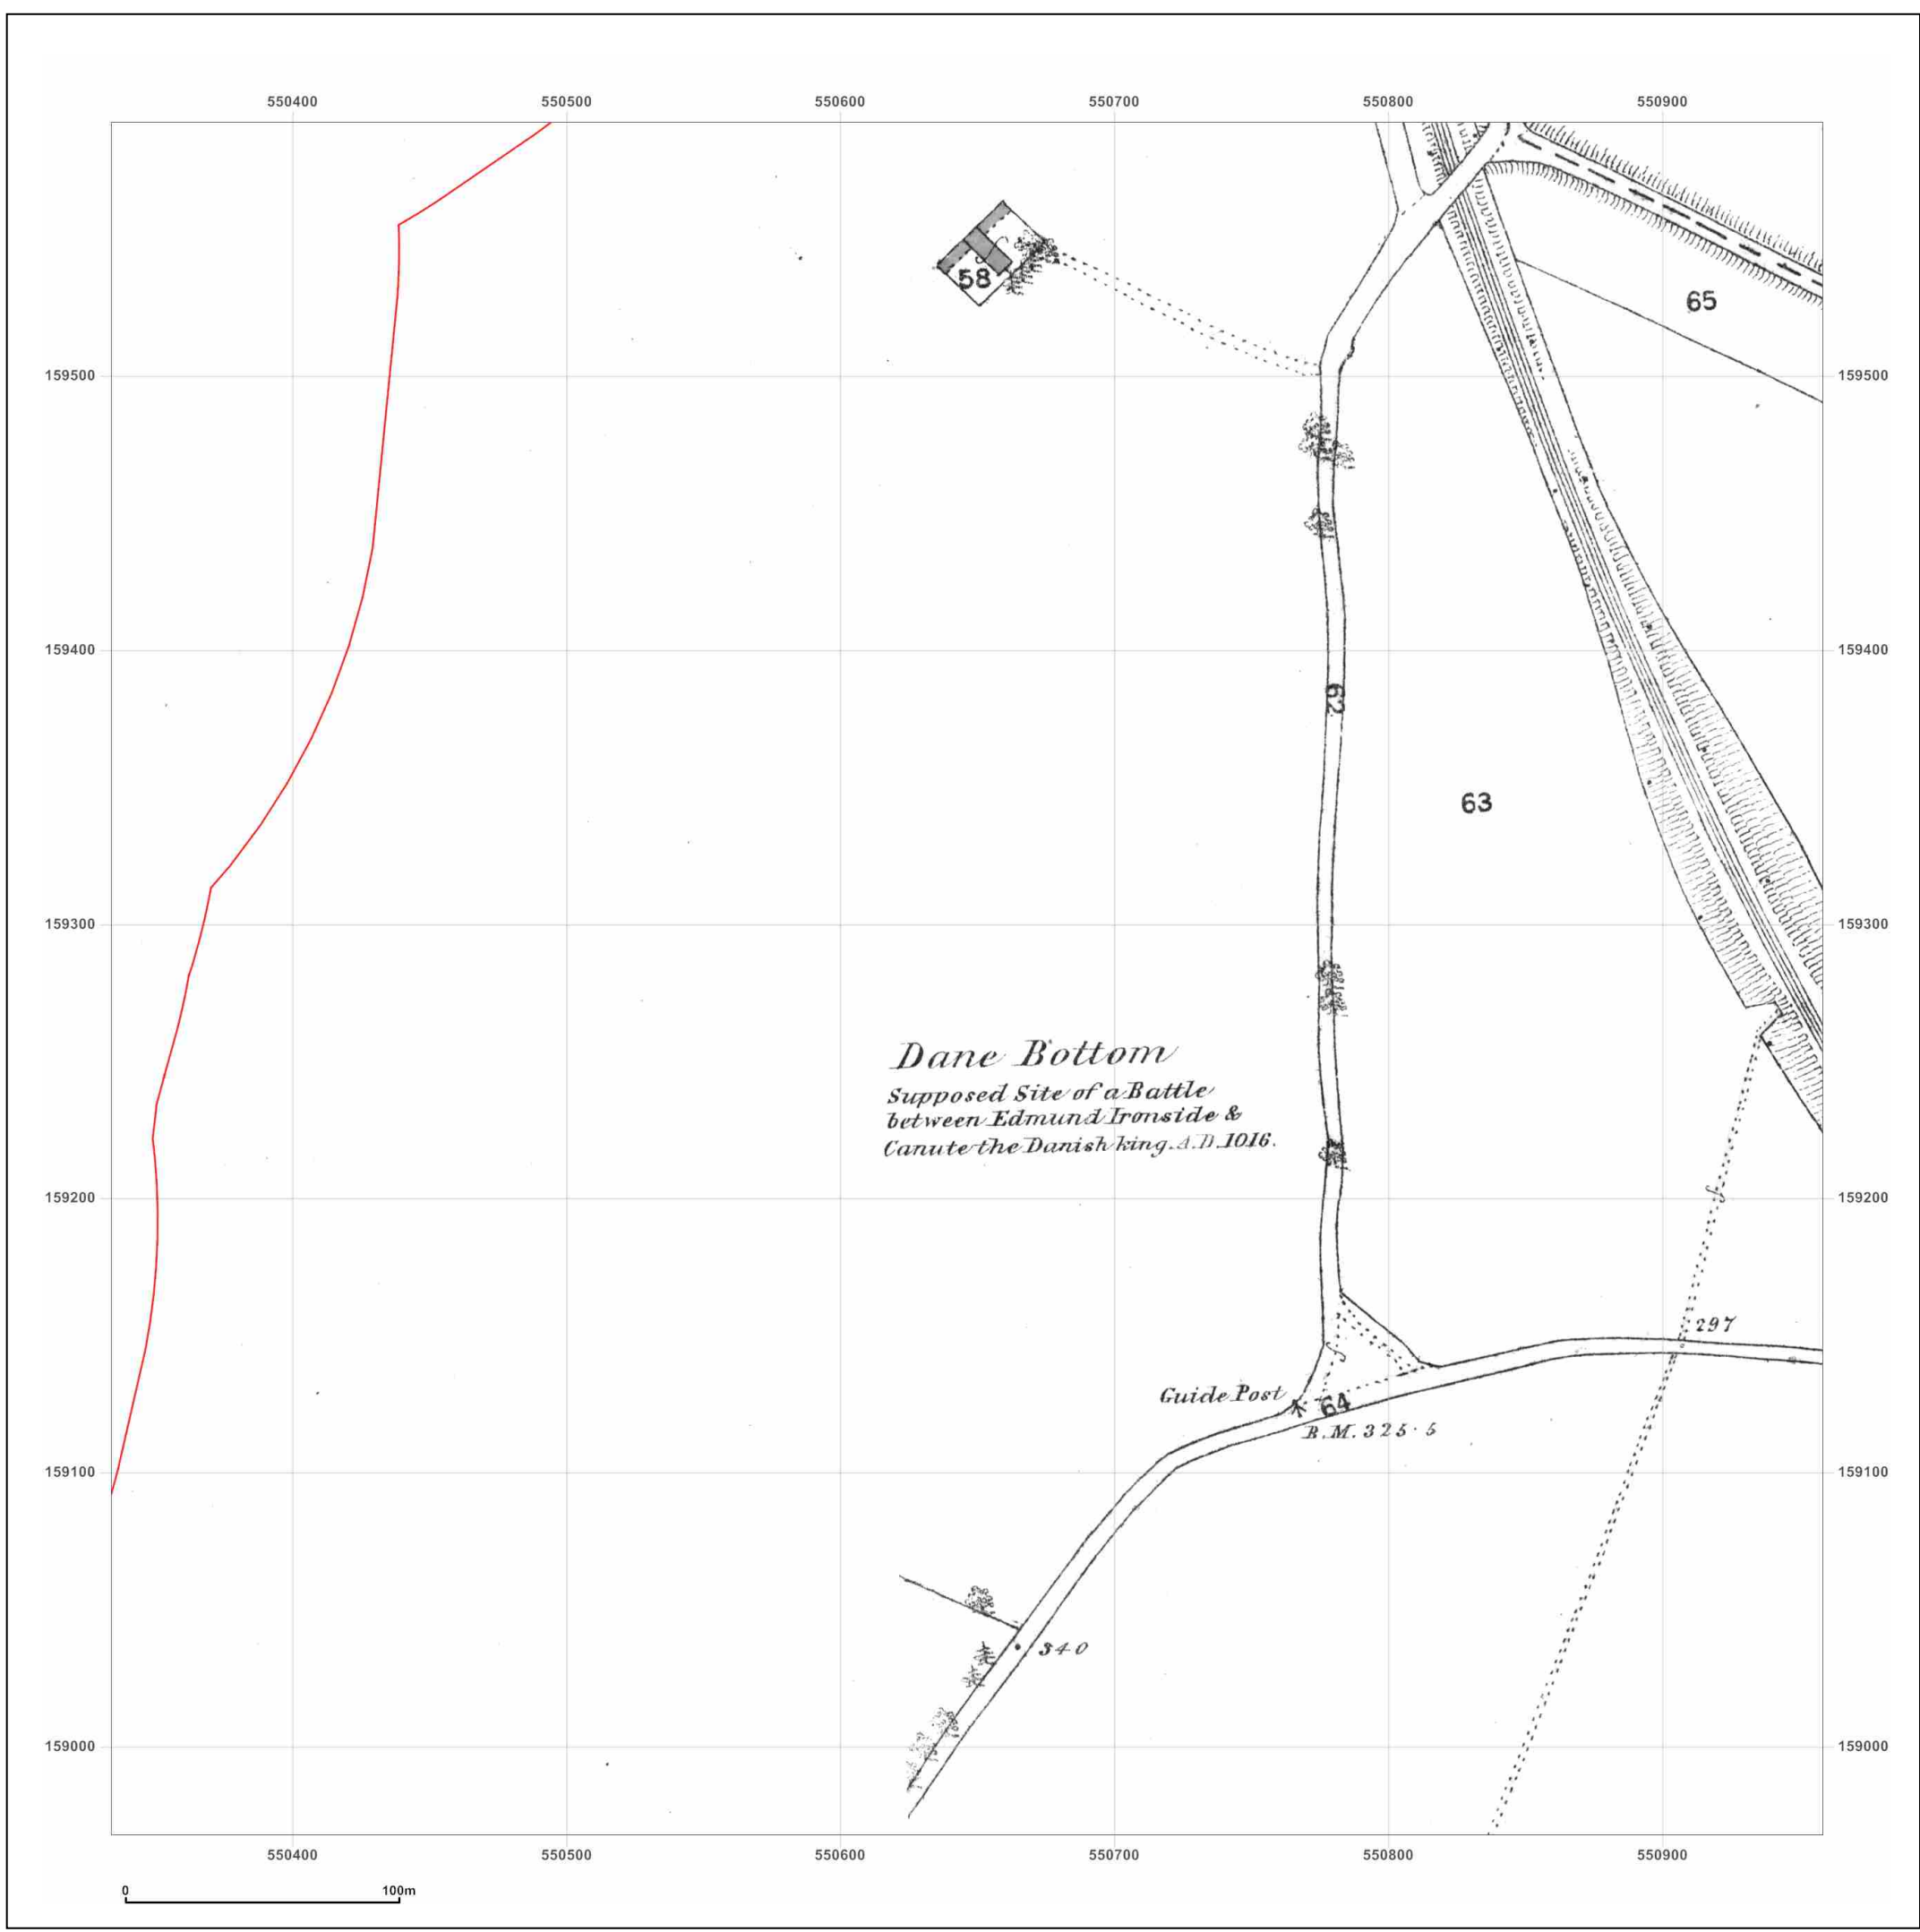 550400 550500 550600 550700 550800 550900
58
65
159500 159500
159400 159400
62
63
159300 159300
Dane Bottom
Supposed Site of a Battle
between Edmund Ironside &
Canute the Danish king. A.D. 1016.
159200 159200
297
Guide Post
64
B.M. 325·5
159100 159100
340
159000 159000
550400 550500 550600 550700 550800 550900
0 100m